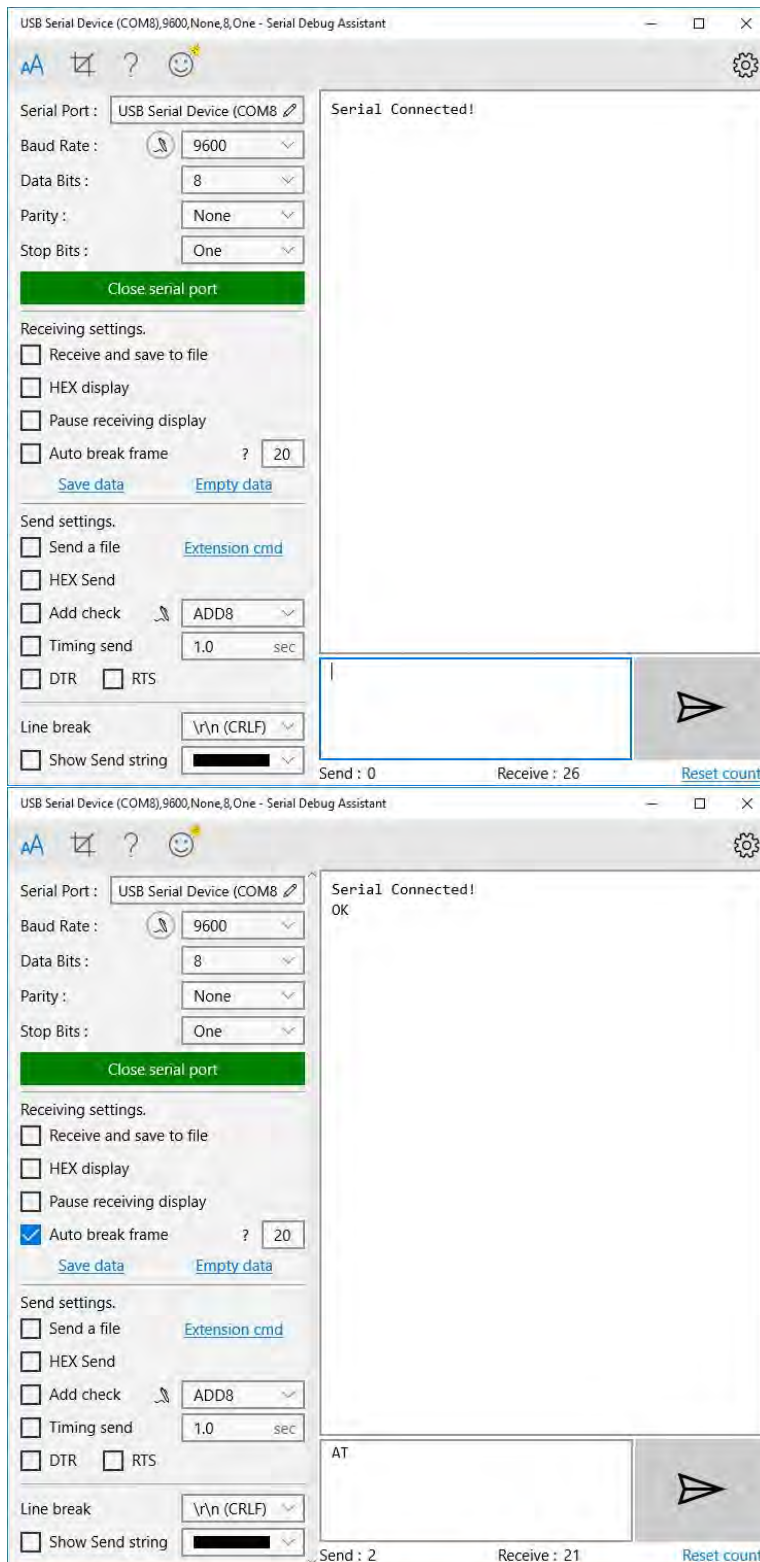 USB Serial Device (COM8),9600,None,8,One - Serial Debug Assistant
AA
?
Serial Port :
USB Serial Device (COM8
Baud Rate :
9600
Data Bits :
8
Parity :
None
Stop Bits :
One
Close serial port
Receiving settings.
Receive and save to file
HEX display
Pause receiving display
Auto break frame ? 20
Save data Empty data
Send settings.
Send a file Extension cmd
HEX Send
Add check ADD8
Timing send 1.0 sec
DTR RTS
Line break \r\n (CRLF)
Show Send string
Serial Connected!
Send : 0 Receive : 26 Reset count
USB Serial Device (COM8),9600,None,8,One - Serial Debug Assistant
AA
?
Serial Port :
USB Serial Device (COM8
Baud Rate :
9600
Data Bits :
8
Parity :
None
Stop Bits :
One
Close serial port
Receiving settings.
Receive and save to file
HEX display
Pause receiving display
Auto break frame ? 20
Save data Empty data
Send settings.
Send a file Extension cmd
HEX Send
Add check ADD8
Timing send 1.0 sec
DTR RTS
Line break \r\n (CRLF)
Show Send string
Serial Connected!
OK
AT
Send : 2 Receive : 21 Reset count